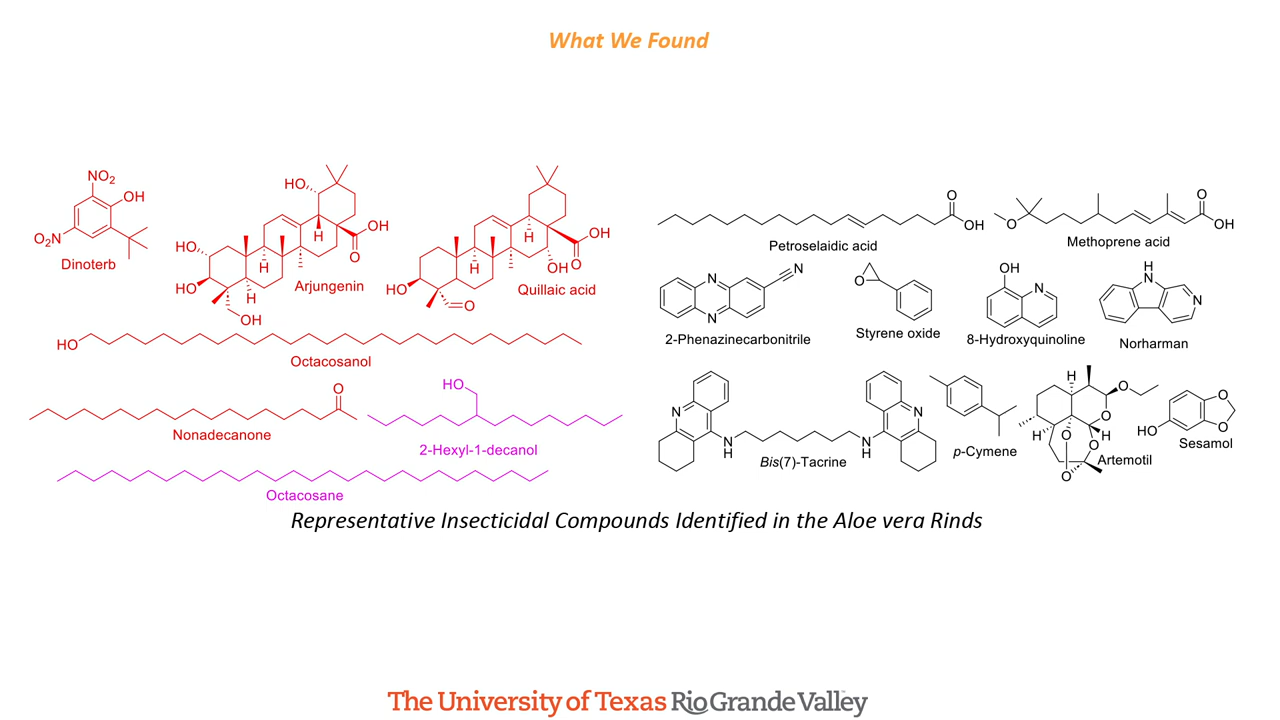 What We Found
NO2
OH
O2N
Dinoterb
HO
HO
HO
H
H
H
OH
O
OH
Arjungenin
HO
H
H
OH
O
OH
O
Quillaic acid
HO
Octacosanol
O
Nonadecanone
HO
2-Hexyl-1-decanol
Octacosane
O
OH
Petroselaidic acid
O
O
OH
Methoprene acid
N
N
N
2-Phenazinecarbonitrile
O
Styrene oxide
OH
N
8-Hydroxyquinoline
H
N
N
Norharman
N
N
H
N
H
N
Bis(7)-Tacrine
p-Cymene
H
O
O
H
H
O
O
O
Artemotil
HO
O
O
Sesamol
Representative Insecticidal Compounds Identified in the Aloe vera Rinds
The University of Texas Rio Grande Valley